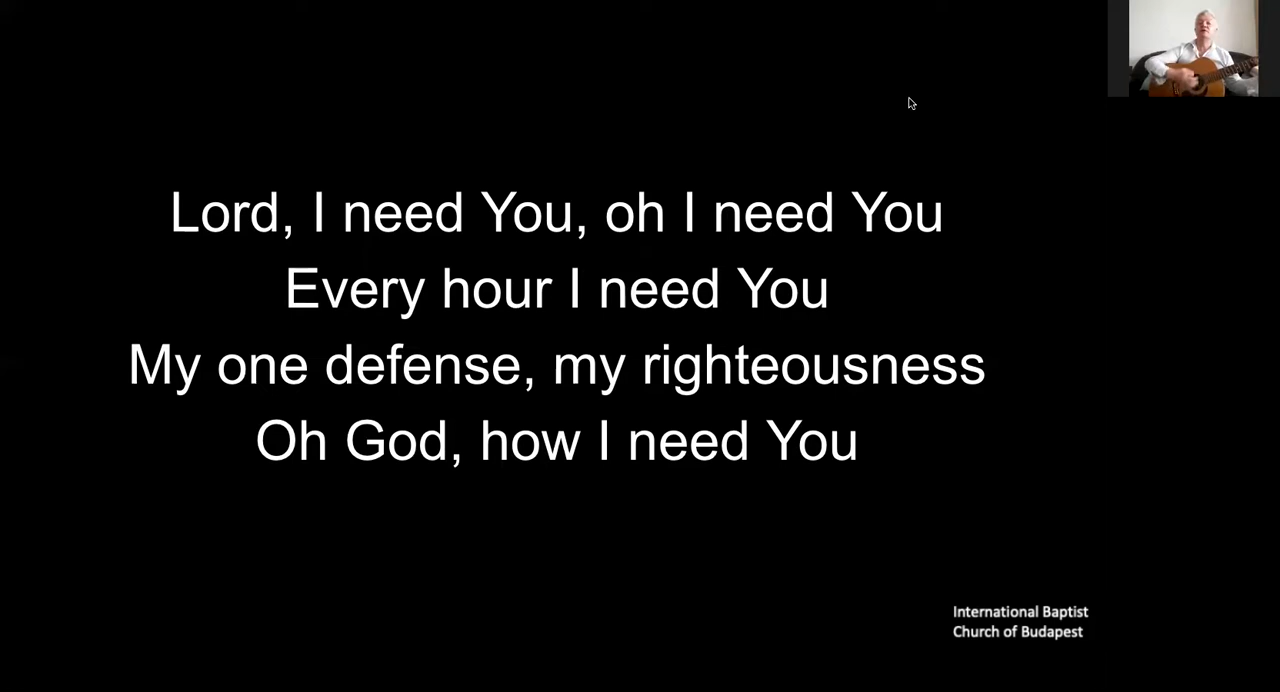 Lord, I need You, oh I need You
Every hour I need You
My one defense, my righteousness
Oh God, how I need You
International Baptist
Church of Budapest